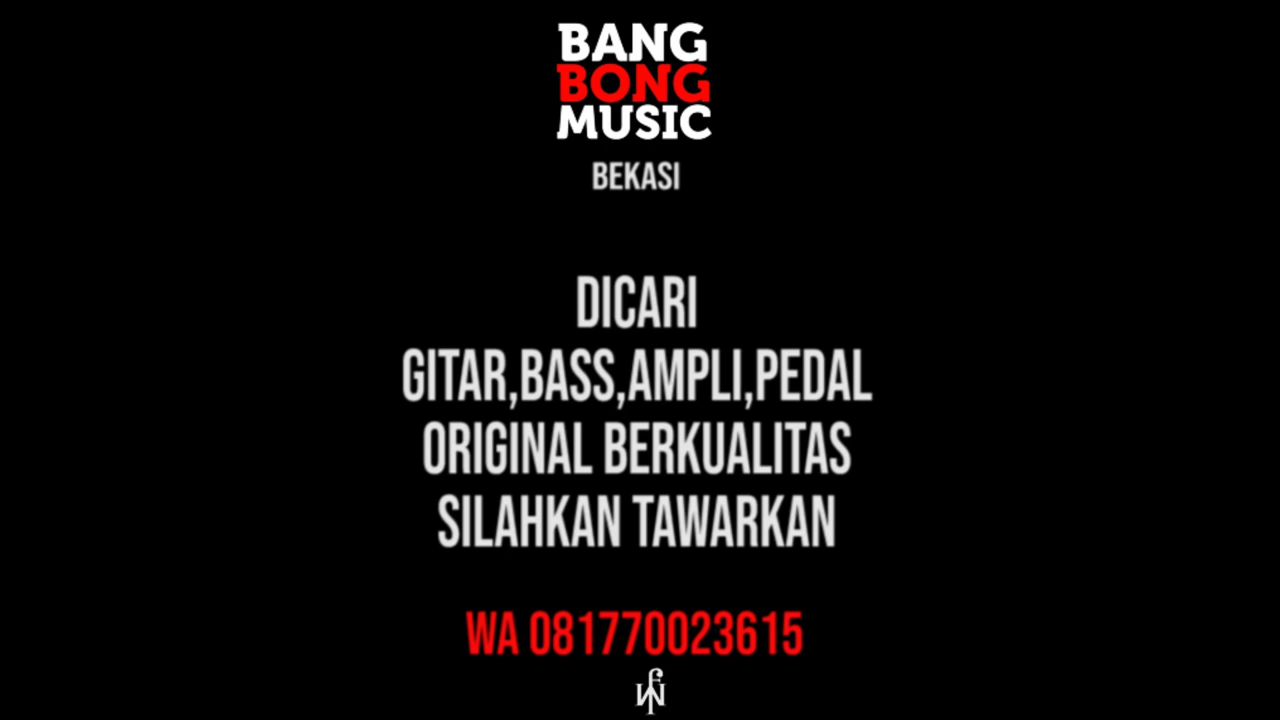 BANG
BONG
MUSIC
BEKASI
DICARI
GITAR,BASS,AMPLI,PEDAL
ORIGINAL BERKUALITAS
SILAHKAN TAWARKAN
WA 081770023615